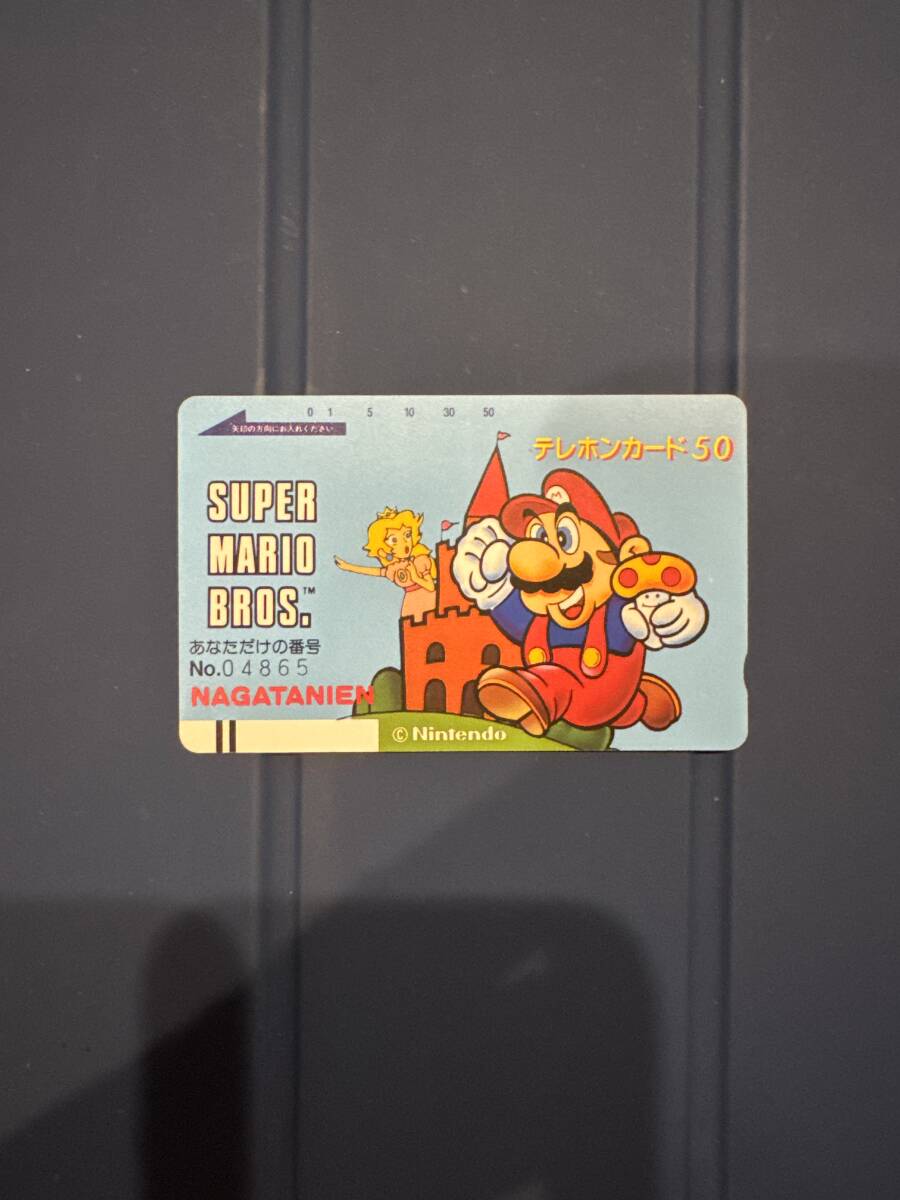 0 1 5 10 30 50
矢印の方向にお入れください
テレホンカード50
SUPER
MARIO
BROS.™
あなただけの番号
No.04865
NAGATANIEN
©Nintendo
M